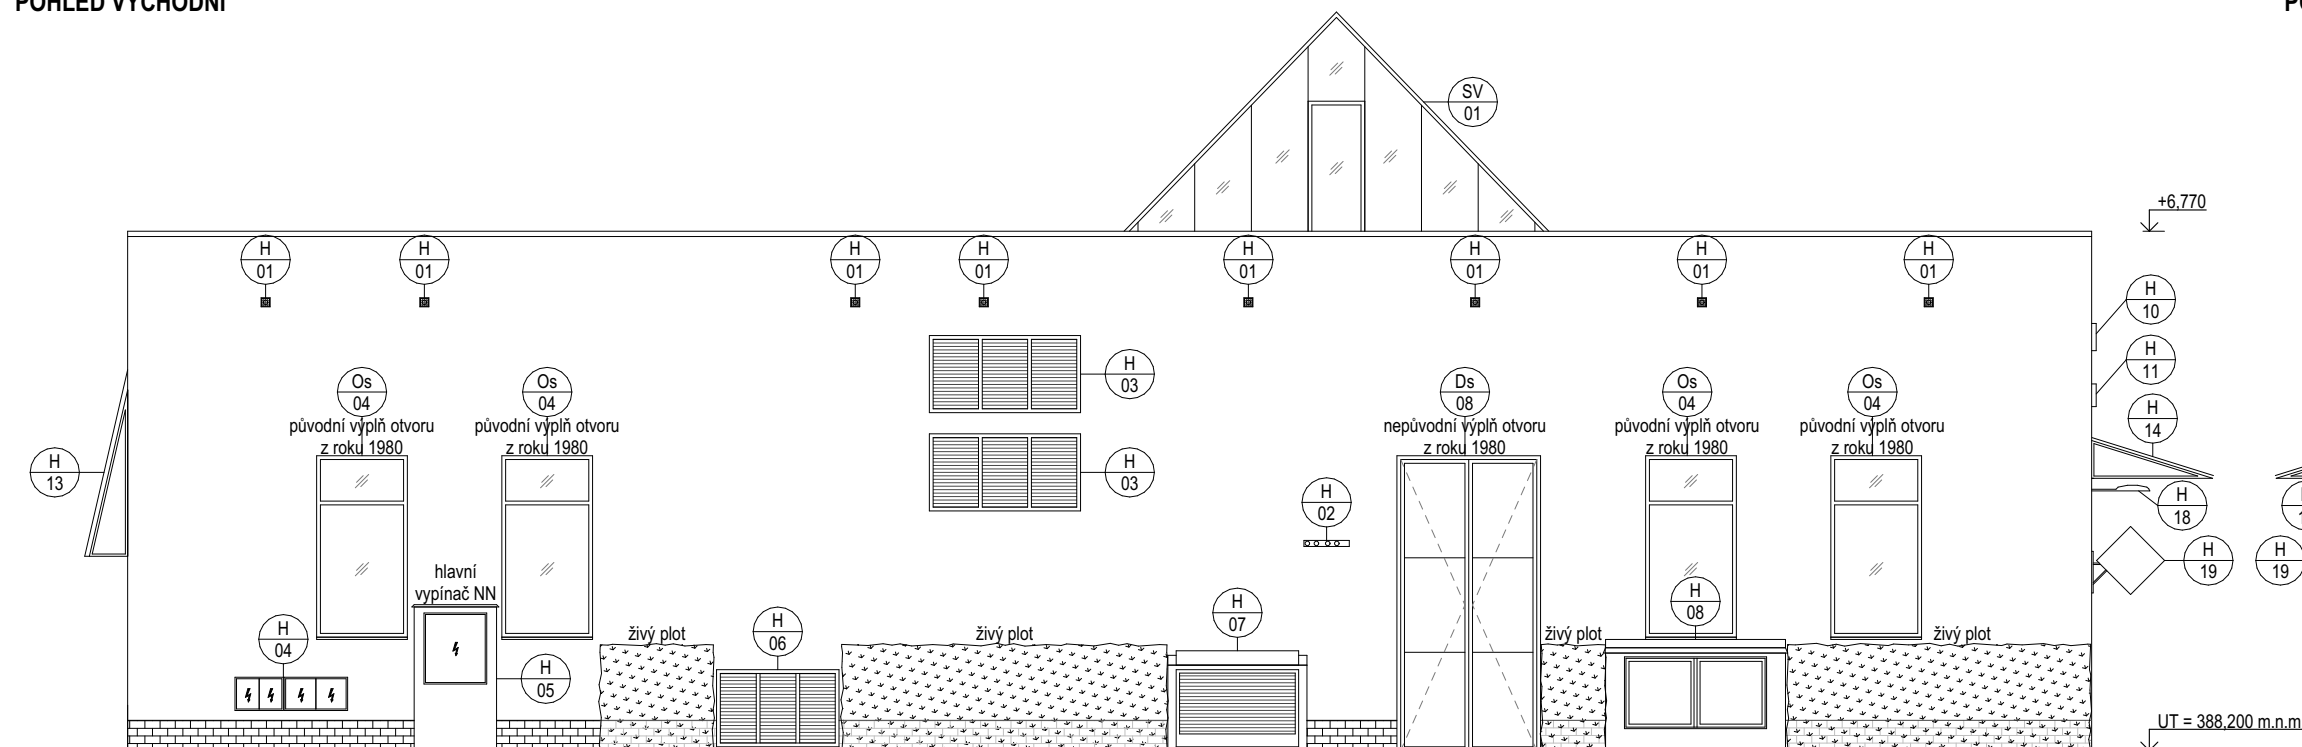 POHLED VÝCHODNÍ
SV
01
+6,770
H
01
H
01
H
01
H
01
H
01
H
01
H
01
H
01
H
10
H
11
H
14
H
03
H
03
Os
04
původní výplň otvoru
z roku 1980
Os
04
původní výplň otvoru
z roku 1980
Ds
08
nepůvodní výplň otvoru
z roku 1980
Os
04
původní výplň otvoru
z roku 1980
Os
04
původní výplň otvoru
z roku 1980
H
13
H
02
H
18
H
19
H
19
hlavní
vypínač NN
H
04
H
05
živý plot
H
06
živý plot
H
07
živý plot
H
08
živý plot
UT = 388,200 m.n.m